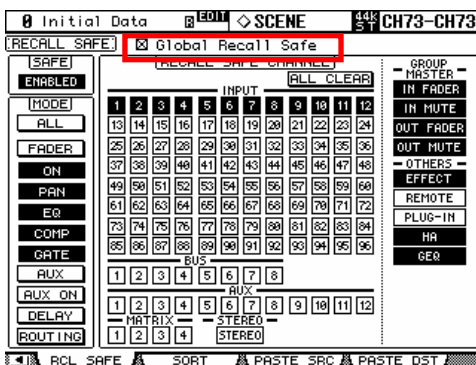 0 Initial Data EDIT ◇SCENE 44k ST CH73-CH73
RECALL SAFE ☒ Global Recall Safe
SAFE RECALL SAFE CHANNEL GROUP MASTER
ENABLED ALL CLEAR IN FADER
INPUT
MODE 1 2 3 4 5 6 7 8 9 10 11 12 IN MUTE
ALL 13 14 15 16 17 18 19 20 21 22 23 24 OUT FADER
FADER 25 26 27 28 29 30 31 32 33 34 35 36 OUT MUTE
ON 37 38 39 40 41 42 43 44 45 46 47 48 OTHERS
PAN 49 50 51 52 53 54 55 56 57 58 59 60 EFFECT
EQ 61 62 63 64 65 66 67 68 69 70 71 72 REMOTE
COMP 73 74 75 76 77 78 79 80 81 82 83 84 PLUG-IN
GATE 85 86 87 88 89 90 91 92 93 94 95 96 HA
BUS GEQ
AUX 1 2 3 4 5 6 7 8
AUX ON AUX
DELAY 1 2 3 4 5 6 7 8 9 10 11 12
MATRIX STEREO
ROUTING 1 2 3 4 STEREO
RCL SAFE SORT PASTE SRC PASTE DST